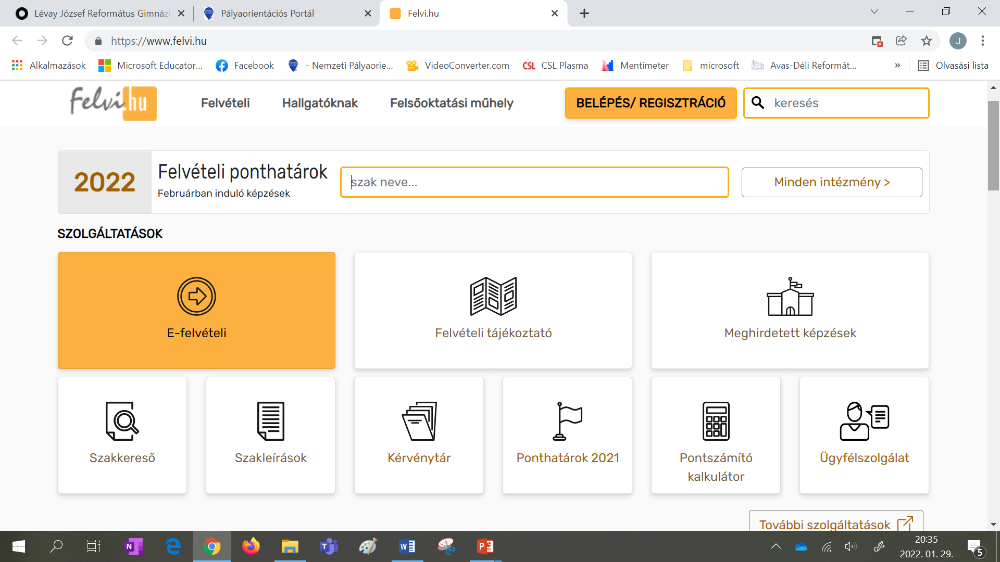 Lévay József Református Gimnázi
Pályaorientációs Portál
Felvi.hu
https://www.felvi.hu
J
Alkalmazások
Microsoft Educator...
Facebook
- Nemzeti Pályaorie...
VideoConverter.com
CSL
CSL Plasma
Mentimeter
microsoft
Avas-Déli Reformát...
»
Olvasási lista
Felvi.hu
Felvételi
Hallgatóknak
Felsőoktatási műhely
BELÉPÉS/ REGISZTRÁCIÓ
keresés
2022
Felvételi ponthatárok
Februárban induló képzések
szak neve...
Minden intézmény >
SZOLGÁLTATÁSOK
E-felvételi
Felvételi tájékoztató
Meghirdetett képzések
Szakkereső
Szakleírások
Kérvénytár
Ponthatárok 2021
Pontszámító
kalkulátor
Ügyfélszolgálat
További szolgáltatások
20:35
2022. 01. 29.
5